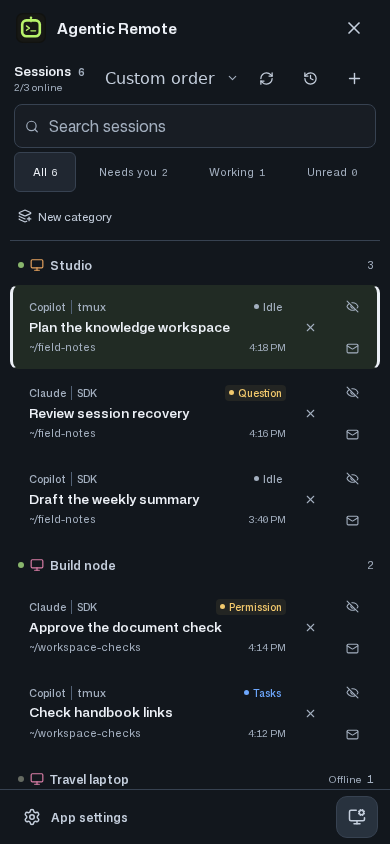 Agentic Remote
Sessions 6
2/3 online
Custom order
Search sessions
All 6
Needs you 2
Working 1
Unread 0
New category
Studio 3
Copilot | tmux Idle
Plan the knowledge workspace
~/field-notes 4:18 PM
Claude | SDK Question
Review session recovery
~/field-notes 4:16 PM
Copilot | SDK Idle
Draft the weekly summary
~/field-notes 3:40 PM
Build node 2
Claude | SDK Permission
Approve the document check
~/workspace-checks 4:14 PM
Copilot | tmux Tasks
Check handbook links
~/workspace-checks 4:12 PM
Travel laptop Offline 1
App settings